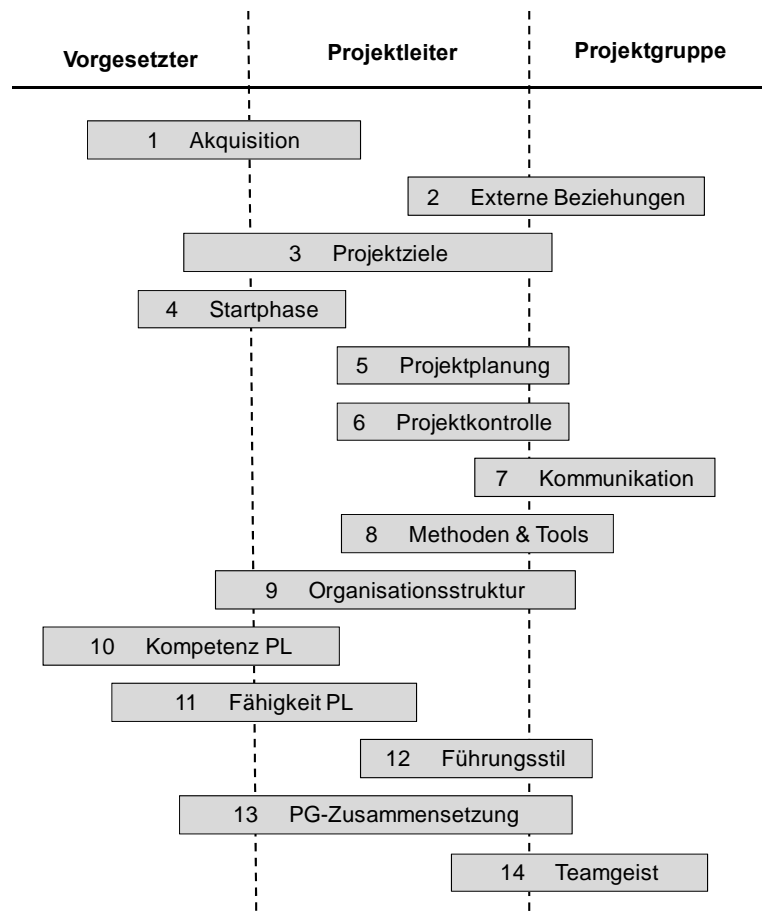 Vorgesetzter Projektleiter Projektgruppe
1 Akquisition
2 Externe Beziehungen
3 Projektziele
4 Startphase
5 Projektplanung
6 Projektkontrolle
7 Kommunikation
8 Methoden & Tools
9 Organisationsstruktur
10 Kompetenz PL
11 Fähigkeit PL
12 Führungsstil
13 PG-Zusammensetzung
14 Teamgeist